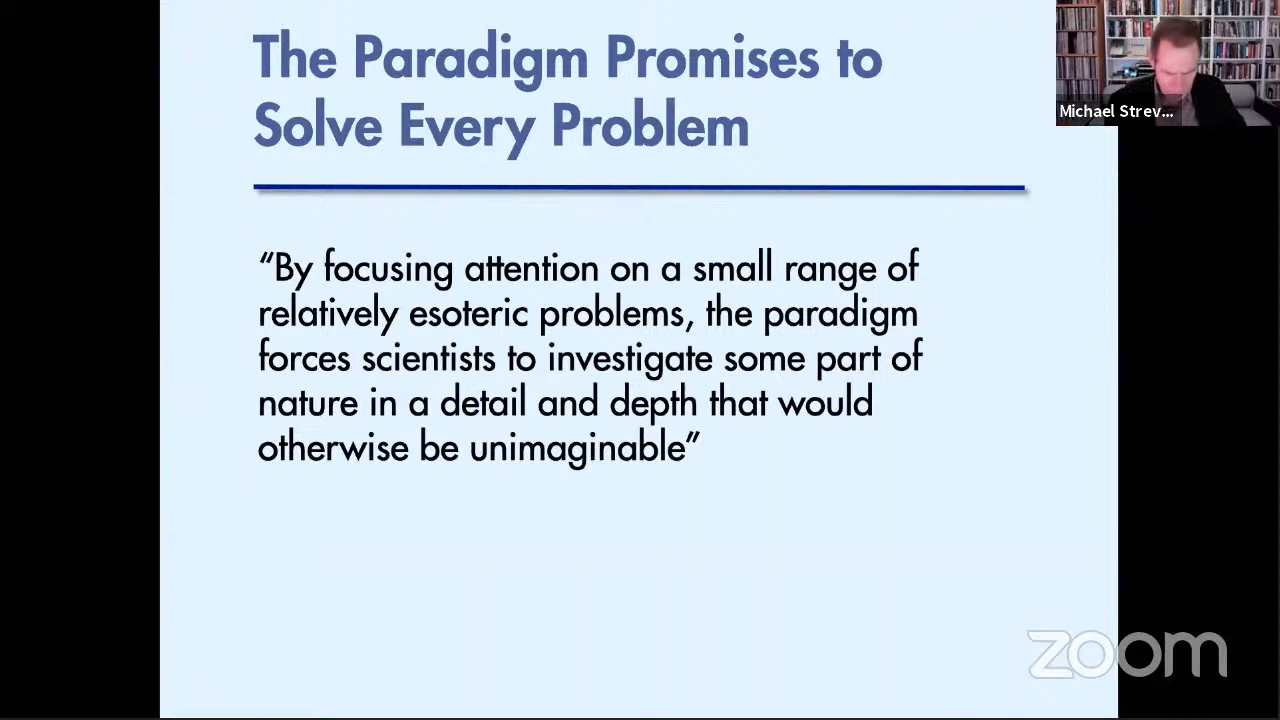 The Paradigm Promises to
Solve Every Problem
Michael Strev...
“By focusing attention on a small range of
relatively esoteric problems, the paradigm
forces scientists to investigate some part of
nature in a detail and depth that would
otherwise be unimaginable”
zoom